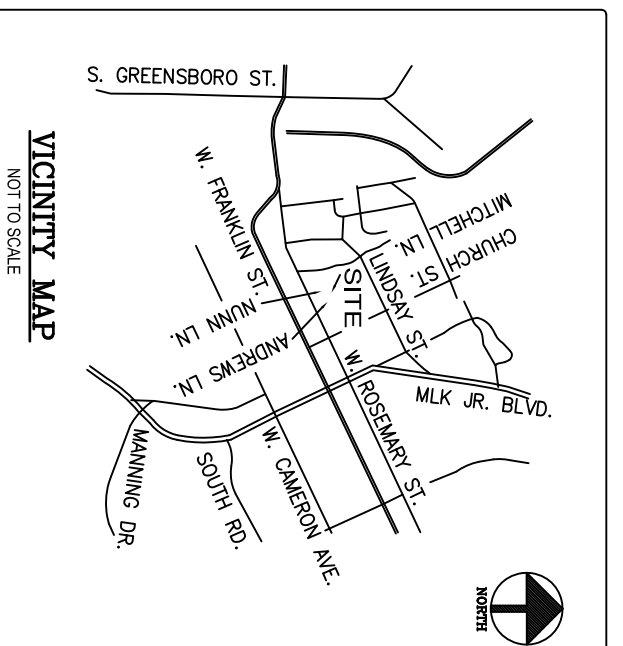 S. GREENSBORO ST.
W. FRANKLIN ST.
MITCHELL LN.
CHURCH ST.
LINDSAY ST.
SITE
NUNN LN.
ANDREWS LN.
W. ROSEMARY ST.
MLK JR. BLVD.
W. CAMERON AVE.
SOUTH RD.
MANNING DR.
NORTH
VICINITY MAP
NOT TO SCALE